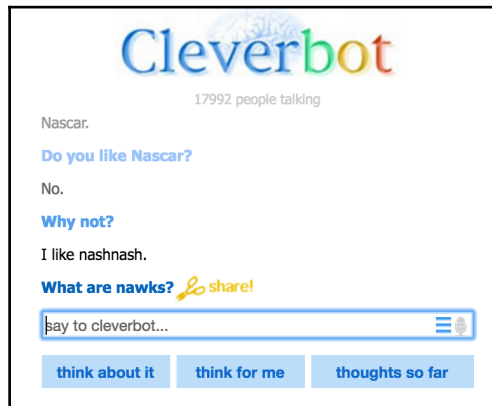 Cleverbot
17992 people talking
Nascar.
Do you like Nascar?
No.
Why not?
I like nashnash.
What are nawks? share!
say to cleverbot...
think about it think for me thoughts so far